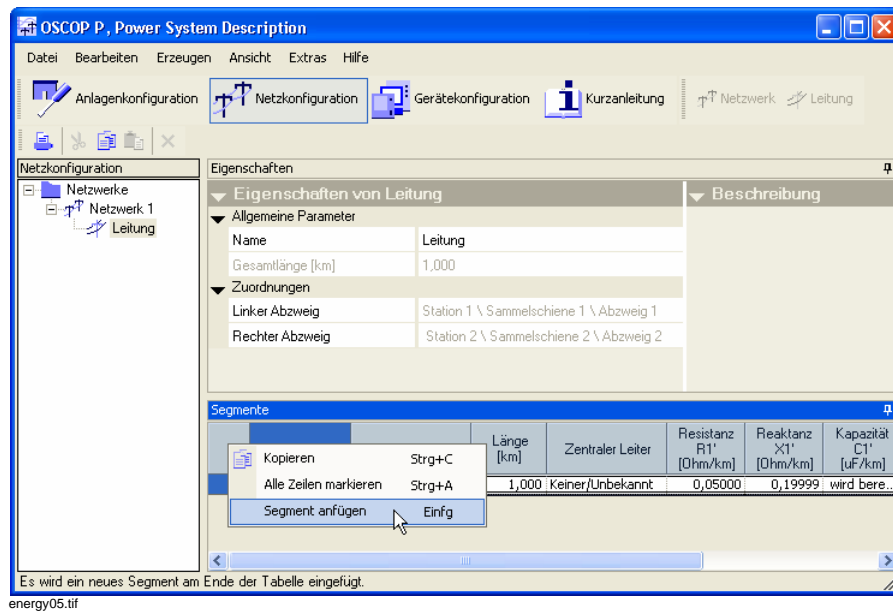 OSCOP P, Power System Description
Datei Bearbeiten Erzeugen Ansicht Extras Hilfe
Anlagenkonfiguration Netzkonfiguration Gerätekonfiguration Kurzanleitung Netzwerk Leitung
Netzkonfiguration
Netzwerke
Netzwerk 1
Leitung
Eigenschaften
Eigenschaften von Leitung
Beschreibung
Allgemeine Parameter
Name Leitung
Gesamtlänge [km] 1,000
Zuordnungen
Linker Abzweig Station 1 \ Sammelschiene 1 \ Abzweig 1
Rechter Abzweig Station 2 \ Sammelschiene 2 \ Abzweig 2
Segmente
Länge [km] Zentraler Leiter Resistanz R1' [Ohm/km] Reaktanz X1' [Ohm/km] Kapazität C1' [uF/km]
1,000 Keiner/Unbekannt 0,05000 0,19999 wird bere...
Kopieren Strg+C
Alle Zeilen markieren Strg+A
Segment anfügen Einfg
Es wird ein neues Segment am Ende der Tabelle eingefügt.
energy05.tif